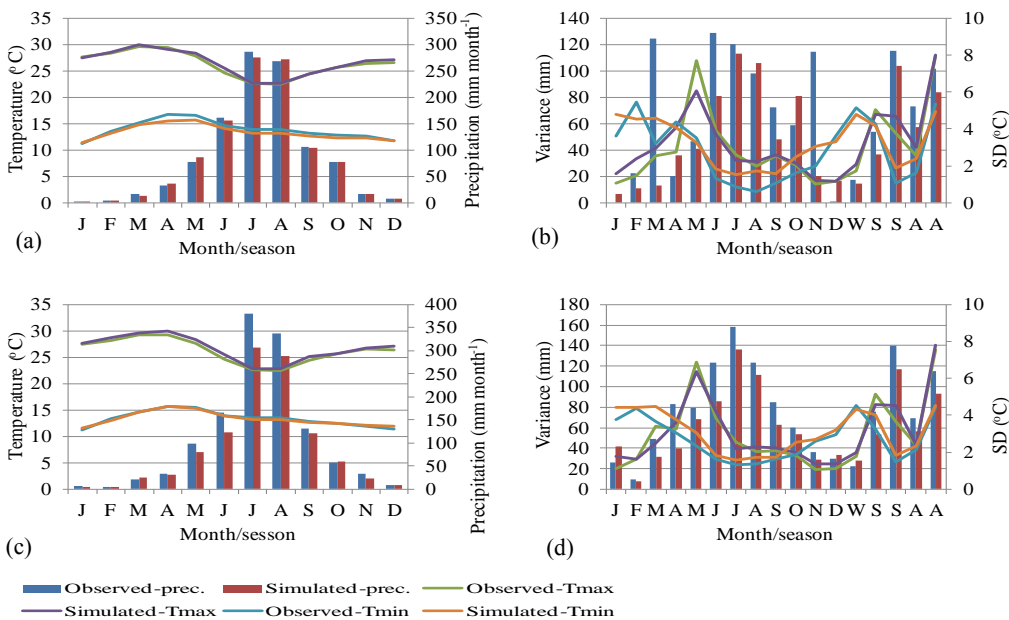 35
30
25
20
15
10
5
0
Temperature (⁰C)
350
300
250
200
150
100
50
0
Precipitation (mm month⁻¹)
J F M A M J J A S O N D
Month/season
(a)
140
120
100
80
60
40
20
0
Variance (mm)
10
8
6
4
2
0
SD (⁰C)
J F M A M J J A S O N D W S S A A
Month/season
(b)
35
30
25
20
15
10
5
0
Temperature (⁰C)
400
350
300
250
200
150
100
50
0
Precipitation (mm month⁻¹)
J F M A M J J A S O N D
Month/sesson
(c)
180
160
140
120
100
80
60
40
20
0
Variance (mm)
10
8
6
4
2
0
SD (⁰C)
J F M A M J J A S O N D W S S A A
Month/season
(d)
Observed-prec. Simulated-prec. Observed-Tmax
Simulated-Tmax Observed-Tmin Simulated-Tmin